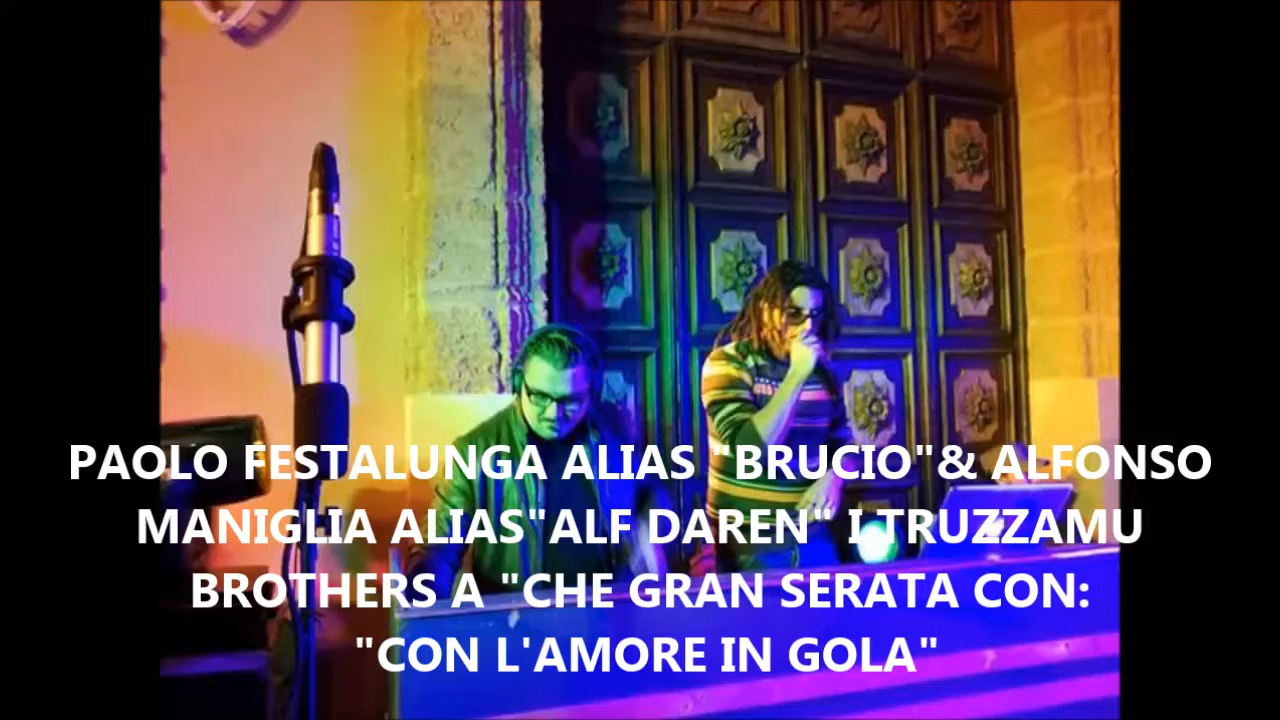 PAOLO FESTALUNGA ALIAS "BRUCIO"& ALFONSO
MANIGLIA ALIAS"ALF DAREN" I TRUZZAMU
BROTHERS A "CHE GRAN SERATA CON:
"CON L'AMORE IN GOLA"